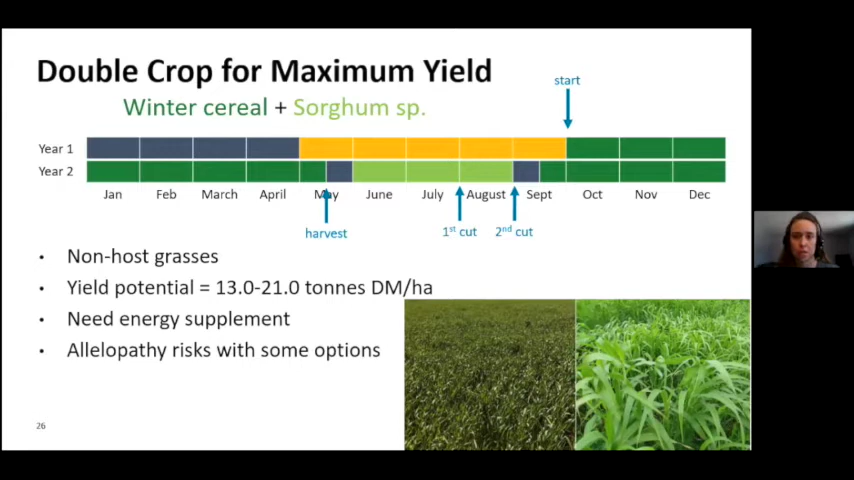 Double Crop for Maximum Yield
start
Winter cereal + Sorghum sp.
Year 1
Year 2
Jan Feb March April May June July August Sept Oct Nov Dec
harvest 1st cut 2nd cut
• Non-host grasses
• Yield potential = 13.0-21.0 tonnes DM/ha
• Need energy supplement
• Allelopathy risks with some options
26